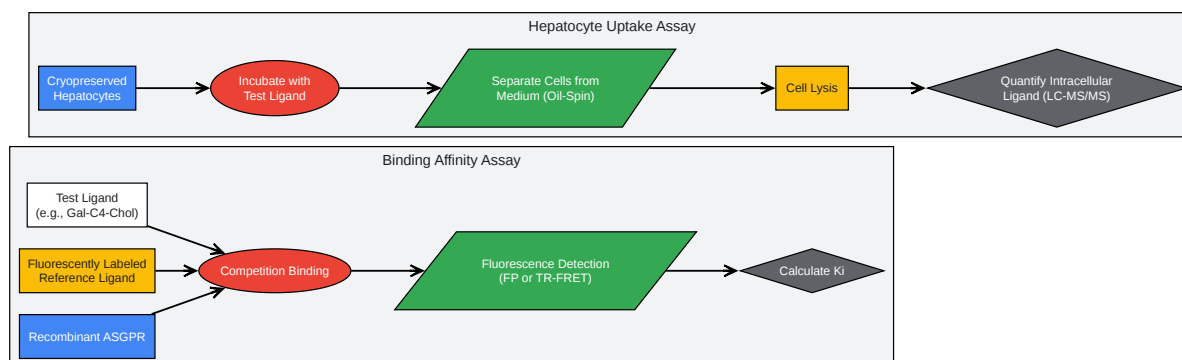 Hepatocyte Uptake Assay
Cryopreserved
Hepatocytes
Incubate with
Test Ligand
Separate Cells from
Medium (Oil-Spin)
Cell Lysis
Quantify Intracellular
Ligand (LC-MS/MS)
Binding Affinity Assay
Test Ligand
(e.g., Gal-C4-Chol)
Fluorescently Labeled
Reference Ligand
Recombinant ASGPR
Competition Binding
Fluorescence Detection
(FP or TR-FRET)
Calculate Ki